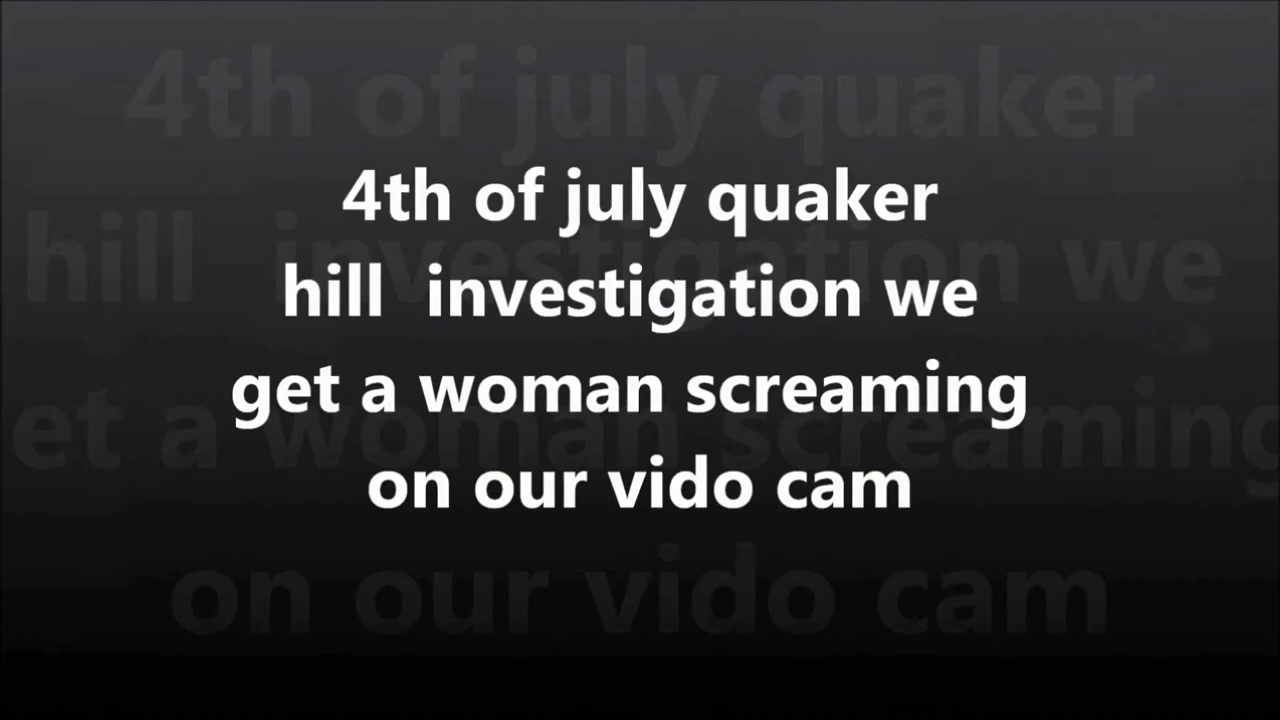 4th of july quaker
hill  investigation we
get a woman screaming
on our vido cam